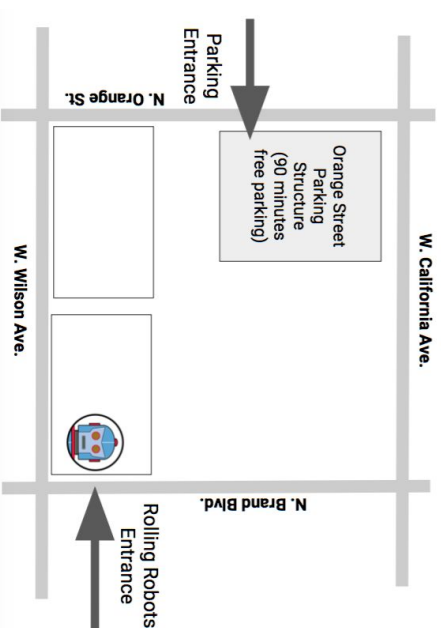 W. California Ave.
Orange Street
Parking
Structure
(90 minutes
free parking)
Parking
Entrance
N. Orange St.
N. Brand Blvd.
Rolling Robots
Entrance
W. Wilson Ave.